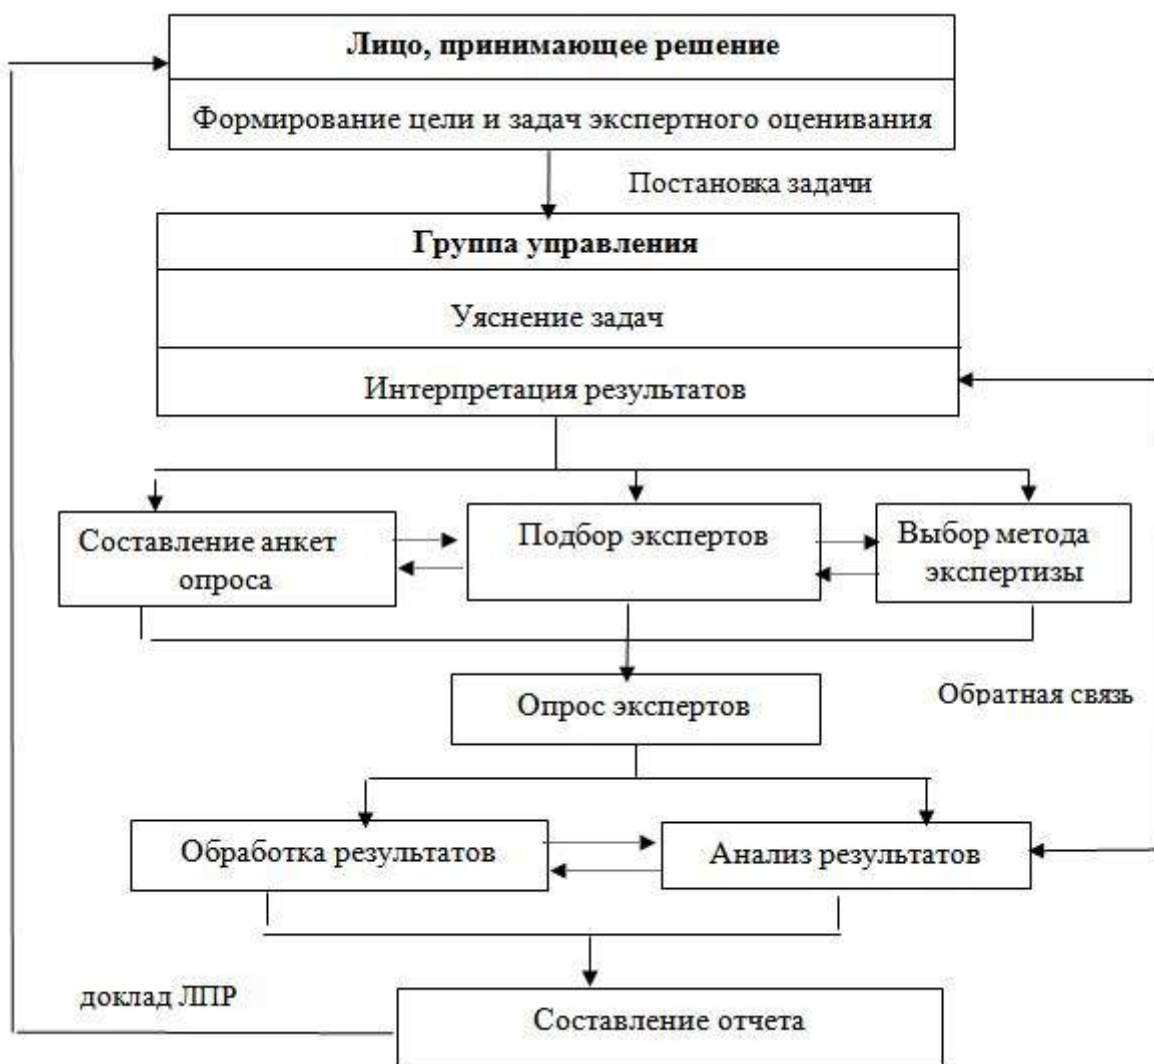 Лицо, принимающее решение
Формирование цели и задач экспертного оценивания
Постановка задачи
Группа управления
Уяснение задач
Интерпретация результатов
Составление анкет
опроса
Подбор экспертов
Выбор метода
экспертизы
Опрос экспертов
Обратная связь
Обработка результатов
Анализ результатов
доклад ЛПР
Составление отчета